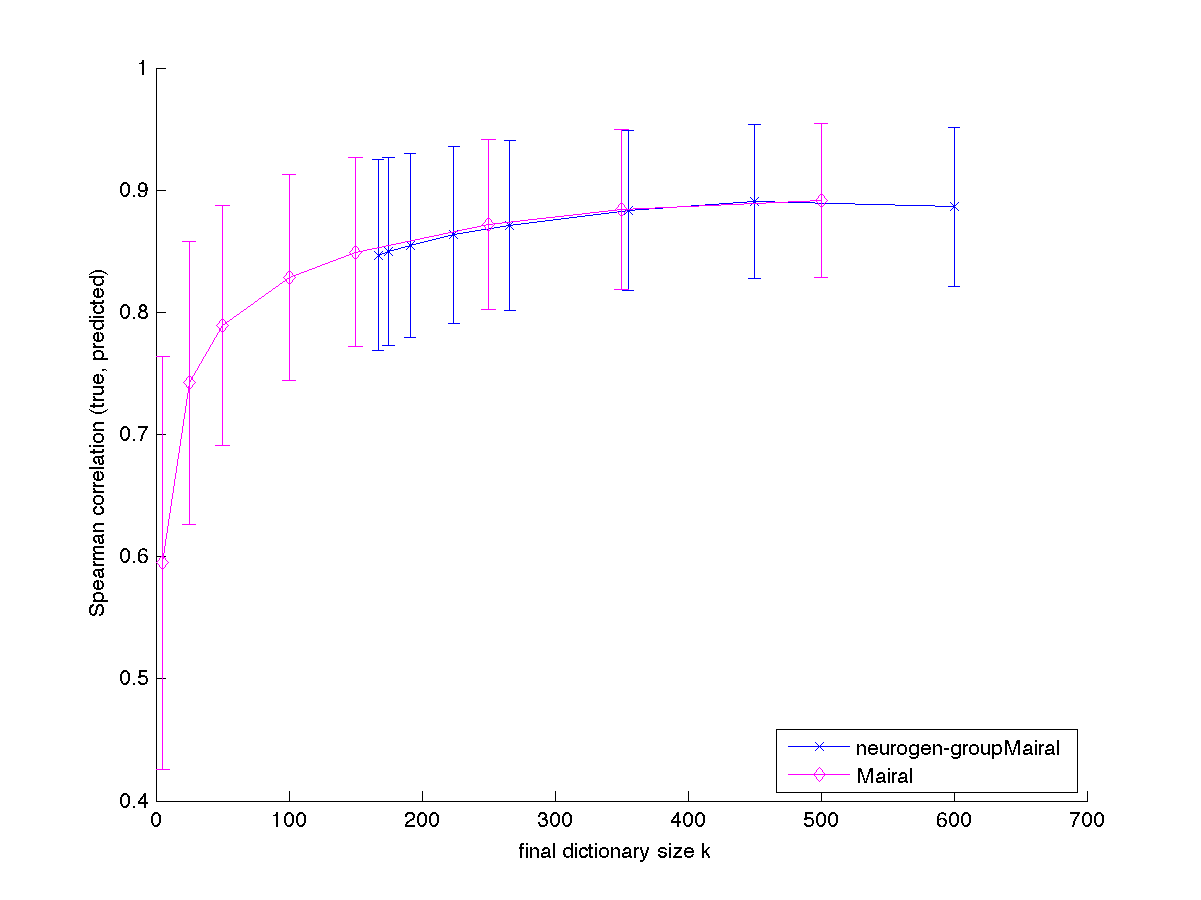 1
0.9
0.8
0.7
0.6
0.5
0.4
Spearman correlation (true, predicted)
0 100 200 300 400 500 600 700
final dictionary size k
neurogen-groupMairal
Mairal